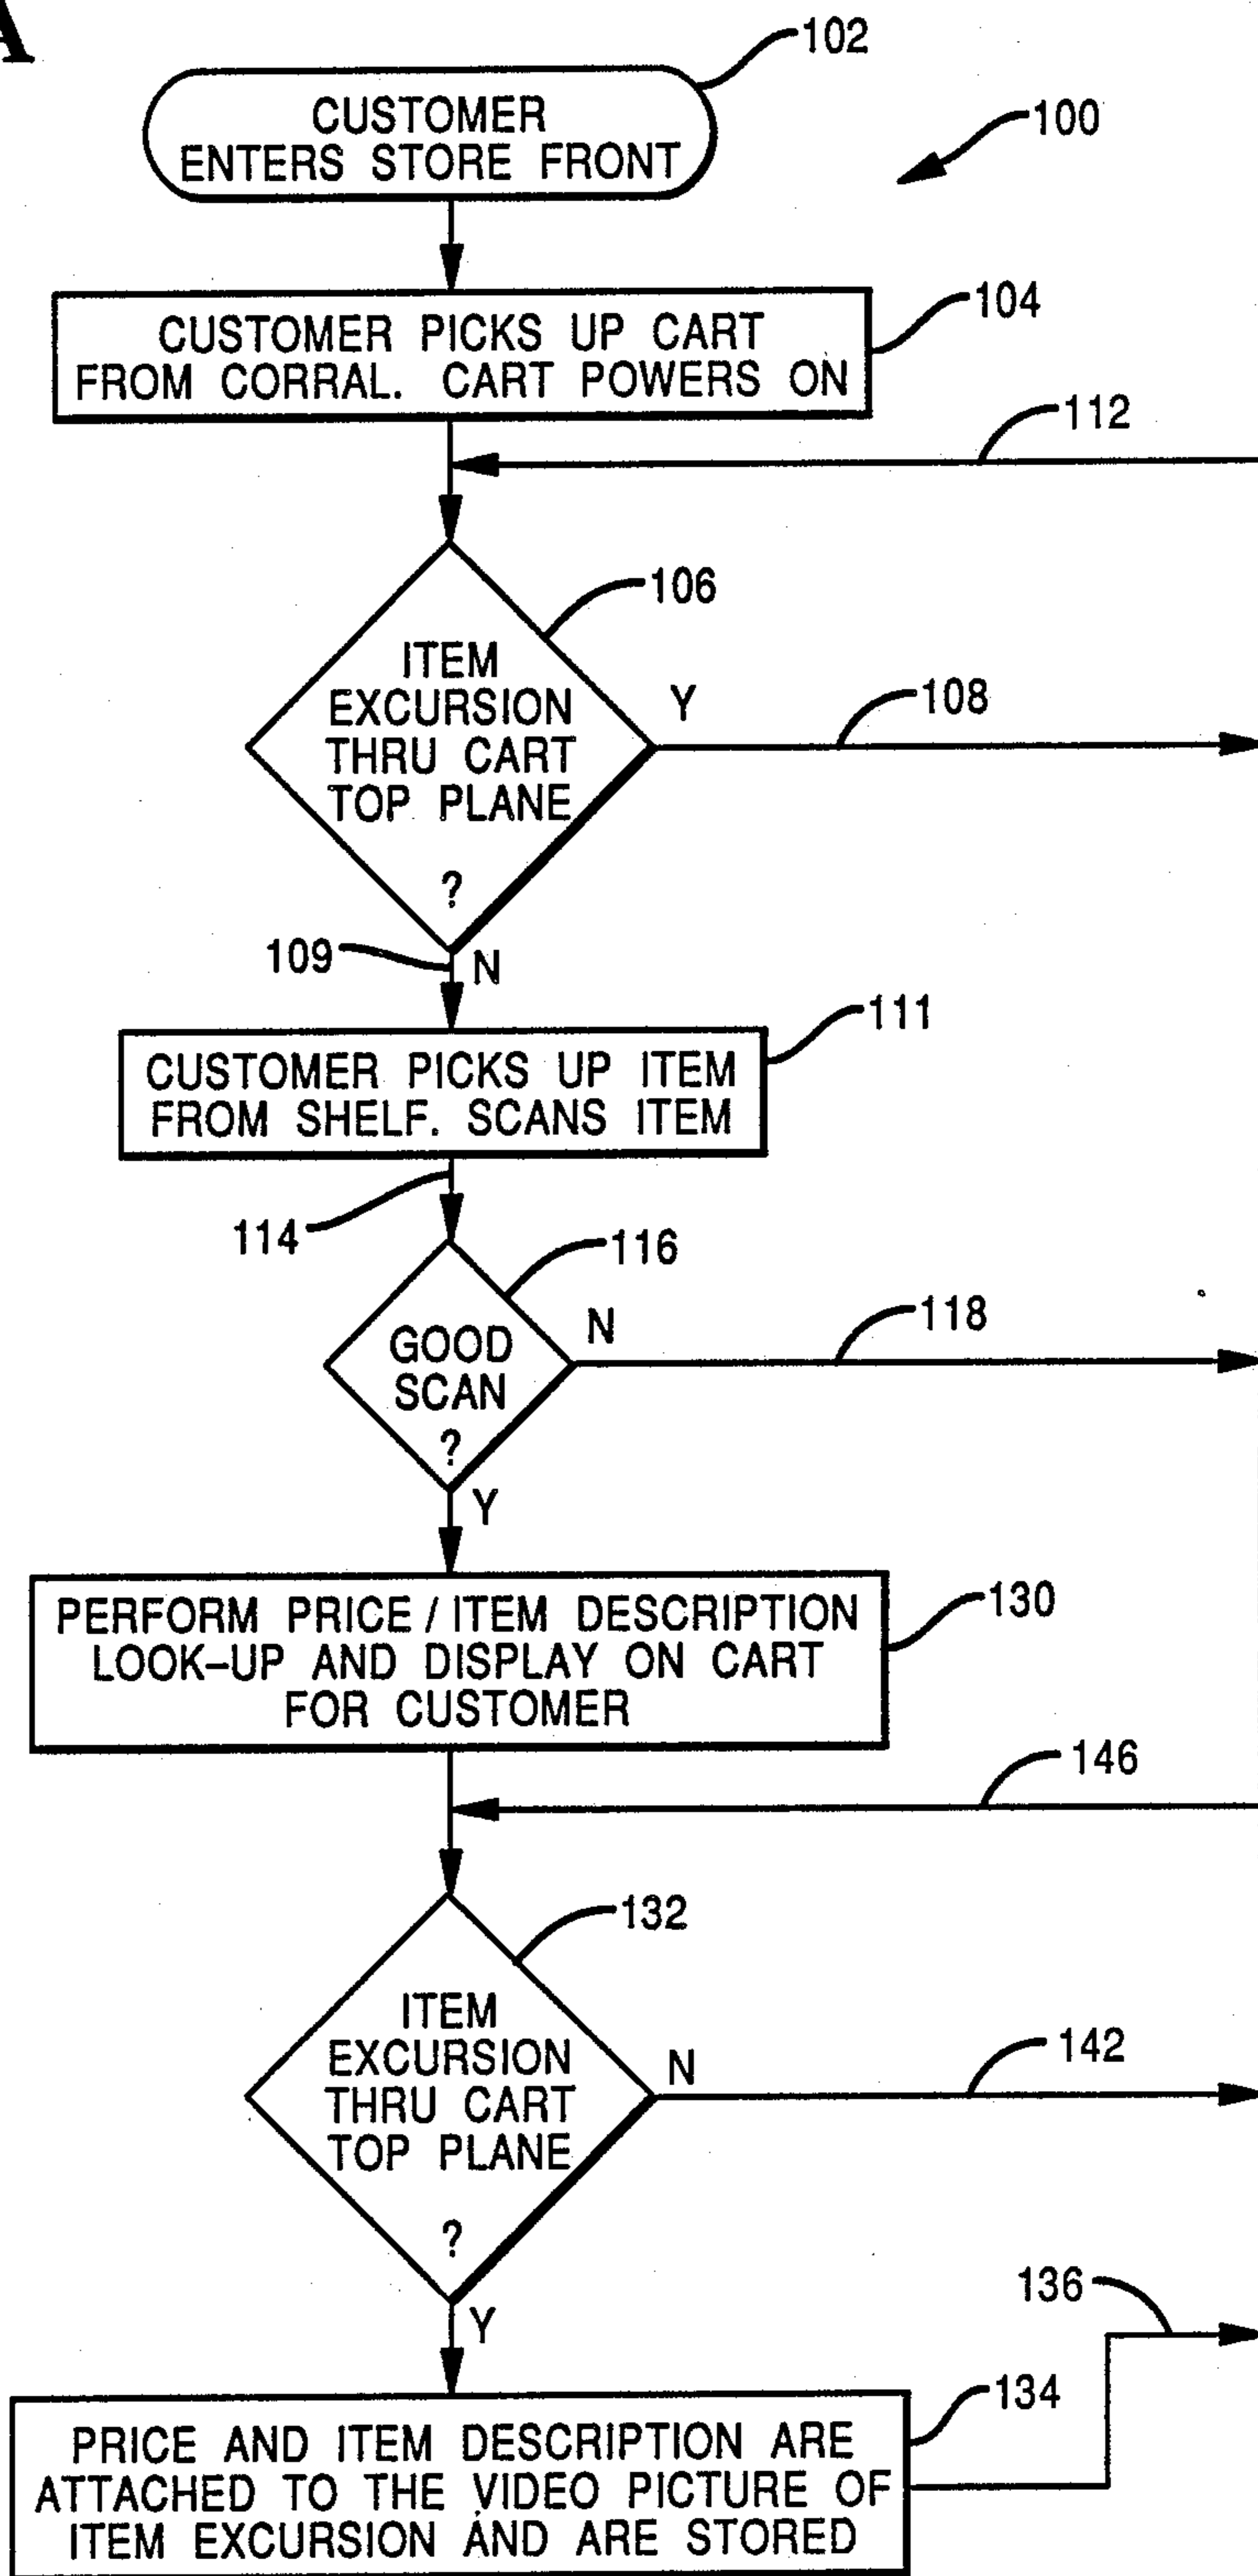 A
102
CUSTOMER
ENTERS STORE FRONT
100
104
CUSTOMER PICKS UP CART
FROM CORRAL. CART POWERS ON
112
106
ITEM
EXCURSION
THRU CART
TOP PLANE
?
Y
108
109
N
111
CUSTOMER PICKS UP ITEM
FROM SHELF. SCANS ITEM
114
116
GOOD
SCAN
?
N
118
Y
130
PERFORM PRICE / ITEM DESCRIPTION
LOOK-UP AND DISPLAY ON CART
FOR CUSTOMER
146
132
ITEM
EXCURSION
THRU CART
TOP PLANE
?
N
142
Y
136
134
PRICE AND ITEM DESCRIPTION ARE
ATTACHED TO THE VIDEO PICTURE OF
ITEM EXCURSION AND ARE STORED